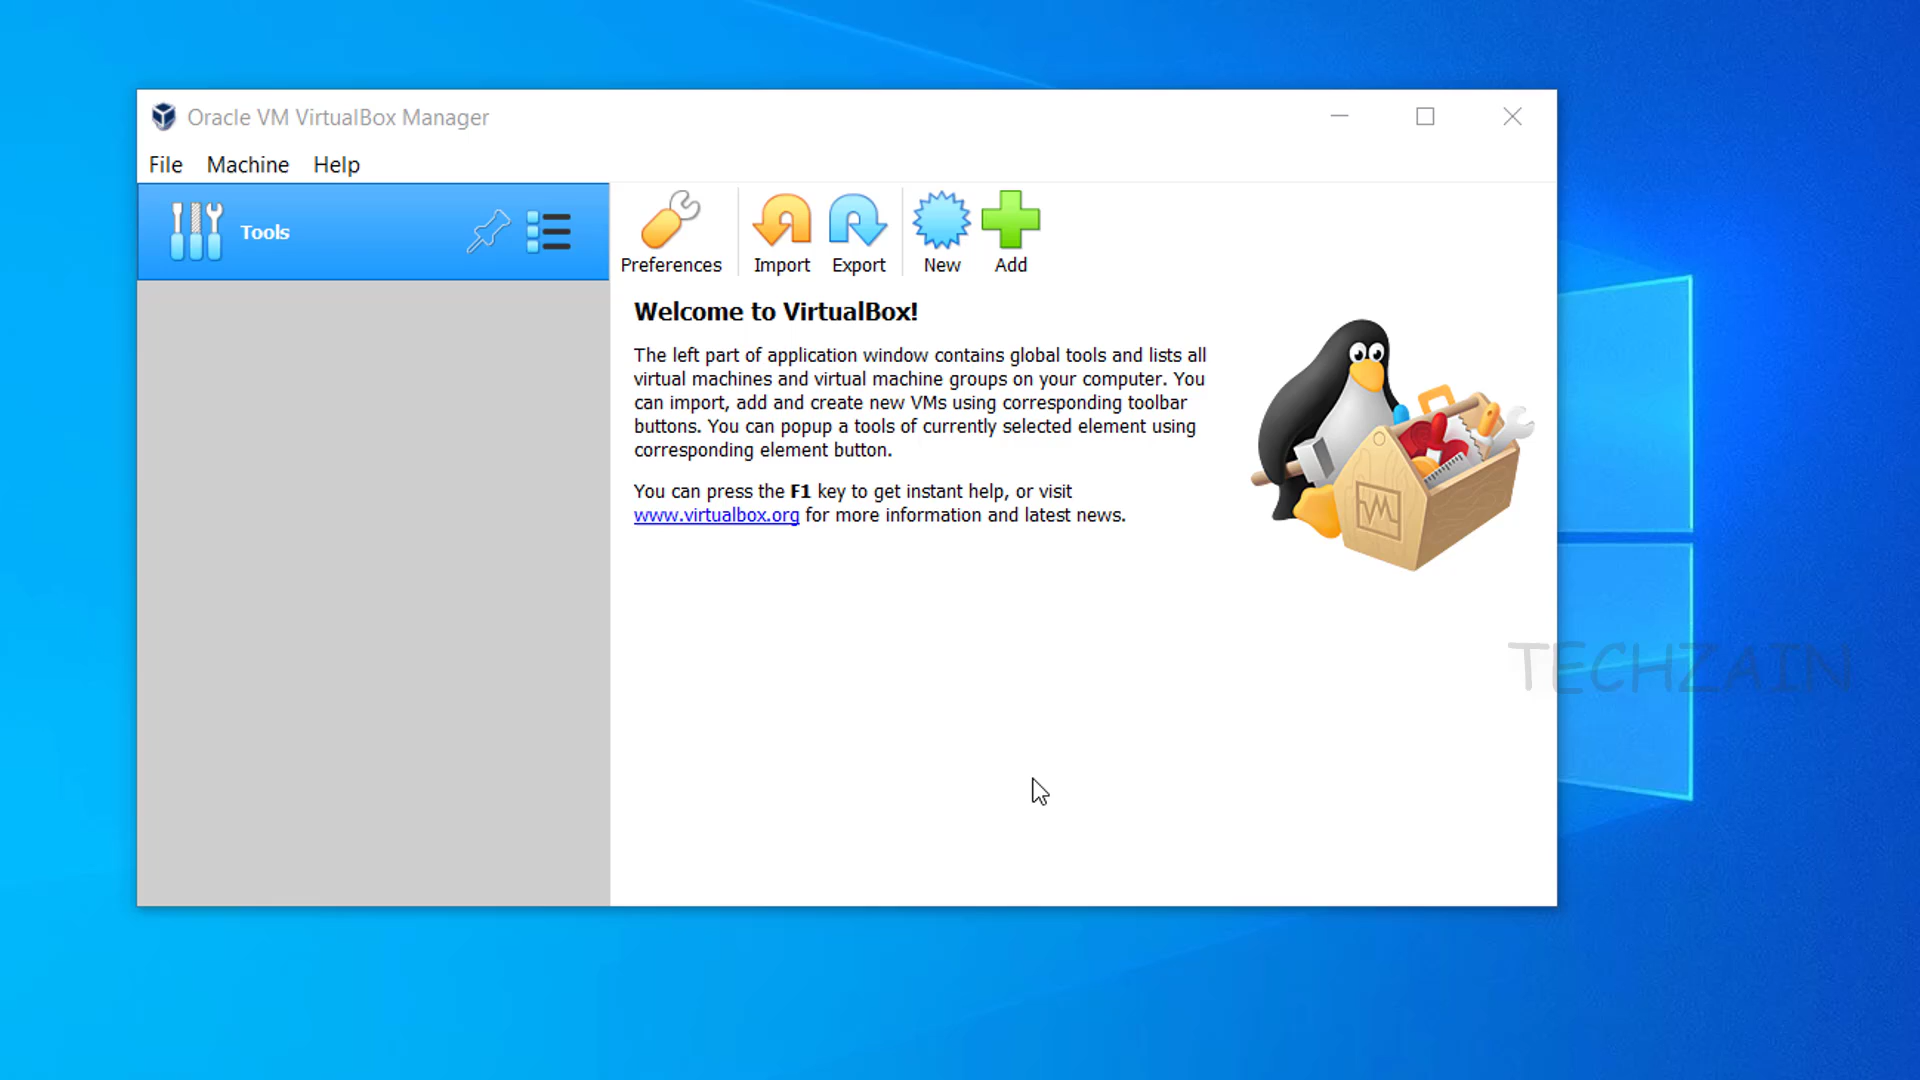 Oracle VM VirtualBox Manager
File Machine Help
Tools
Preferences Import Export New Add
Welcome to VirtualBox!
The left part of application window contains global tools and lists all
virtual machines and virtual machine groups on your computer. You
can import, add and create new VMs using corresponding toolbar
buttons. You can popup a tools of currently selected element using
corresponding element button.
You can press the F1 key to get instant help, or visit
www.virtualbox.org for more information and latest news.
TECHZAIN